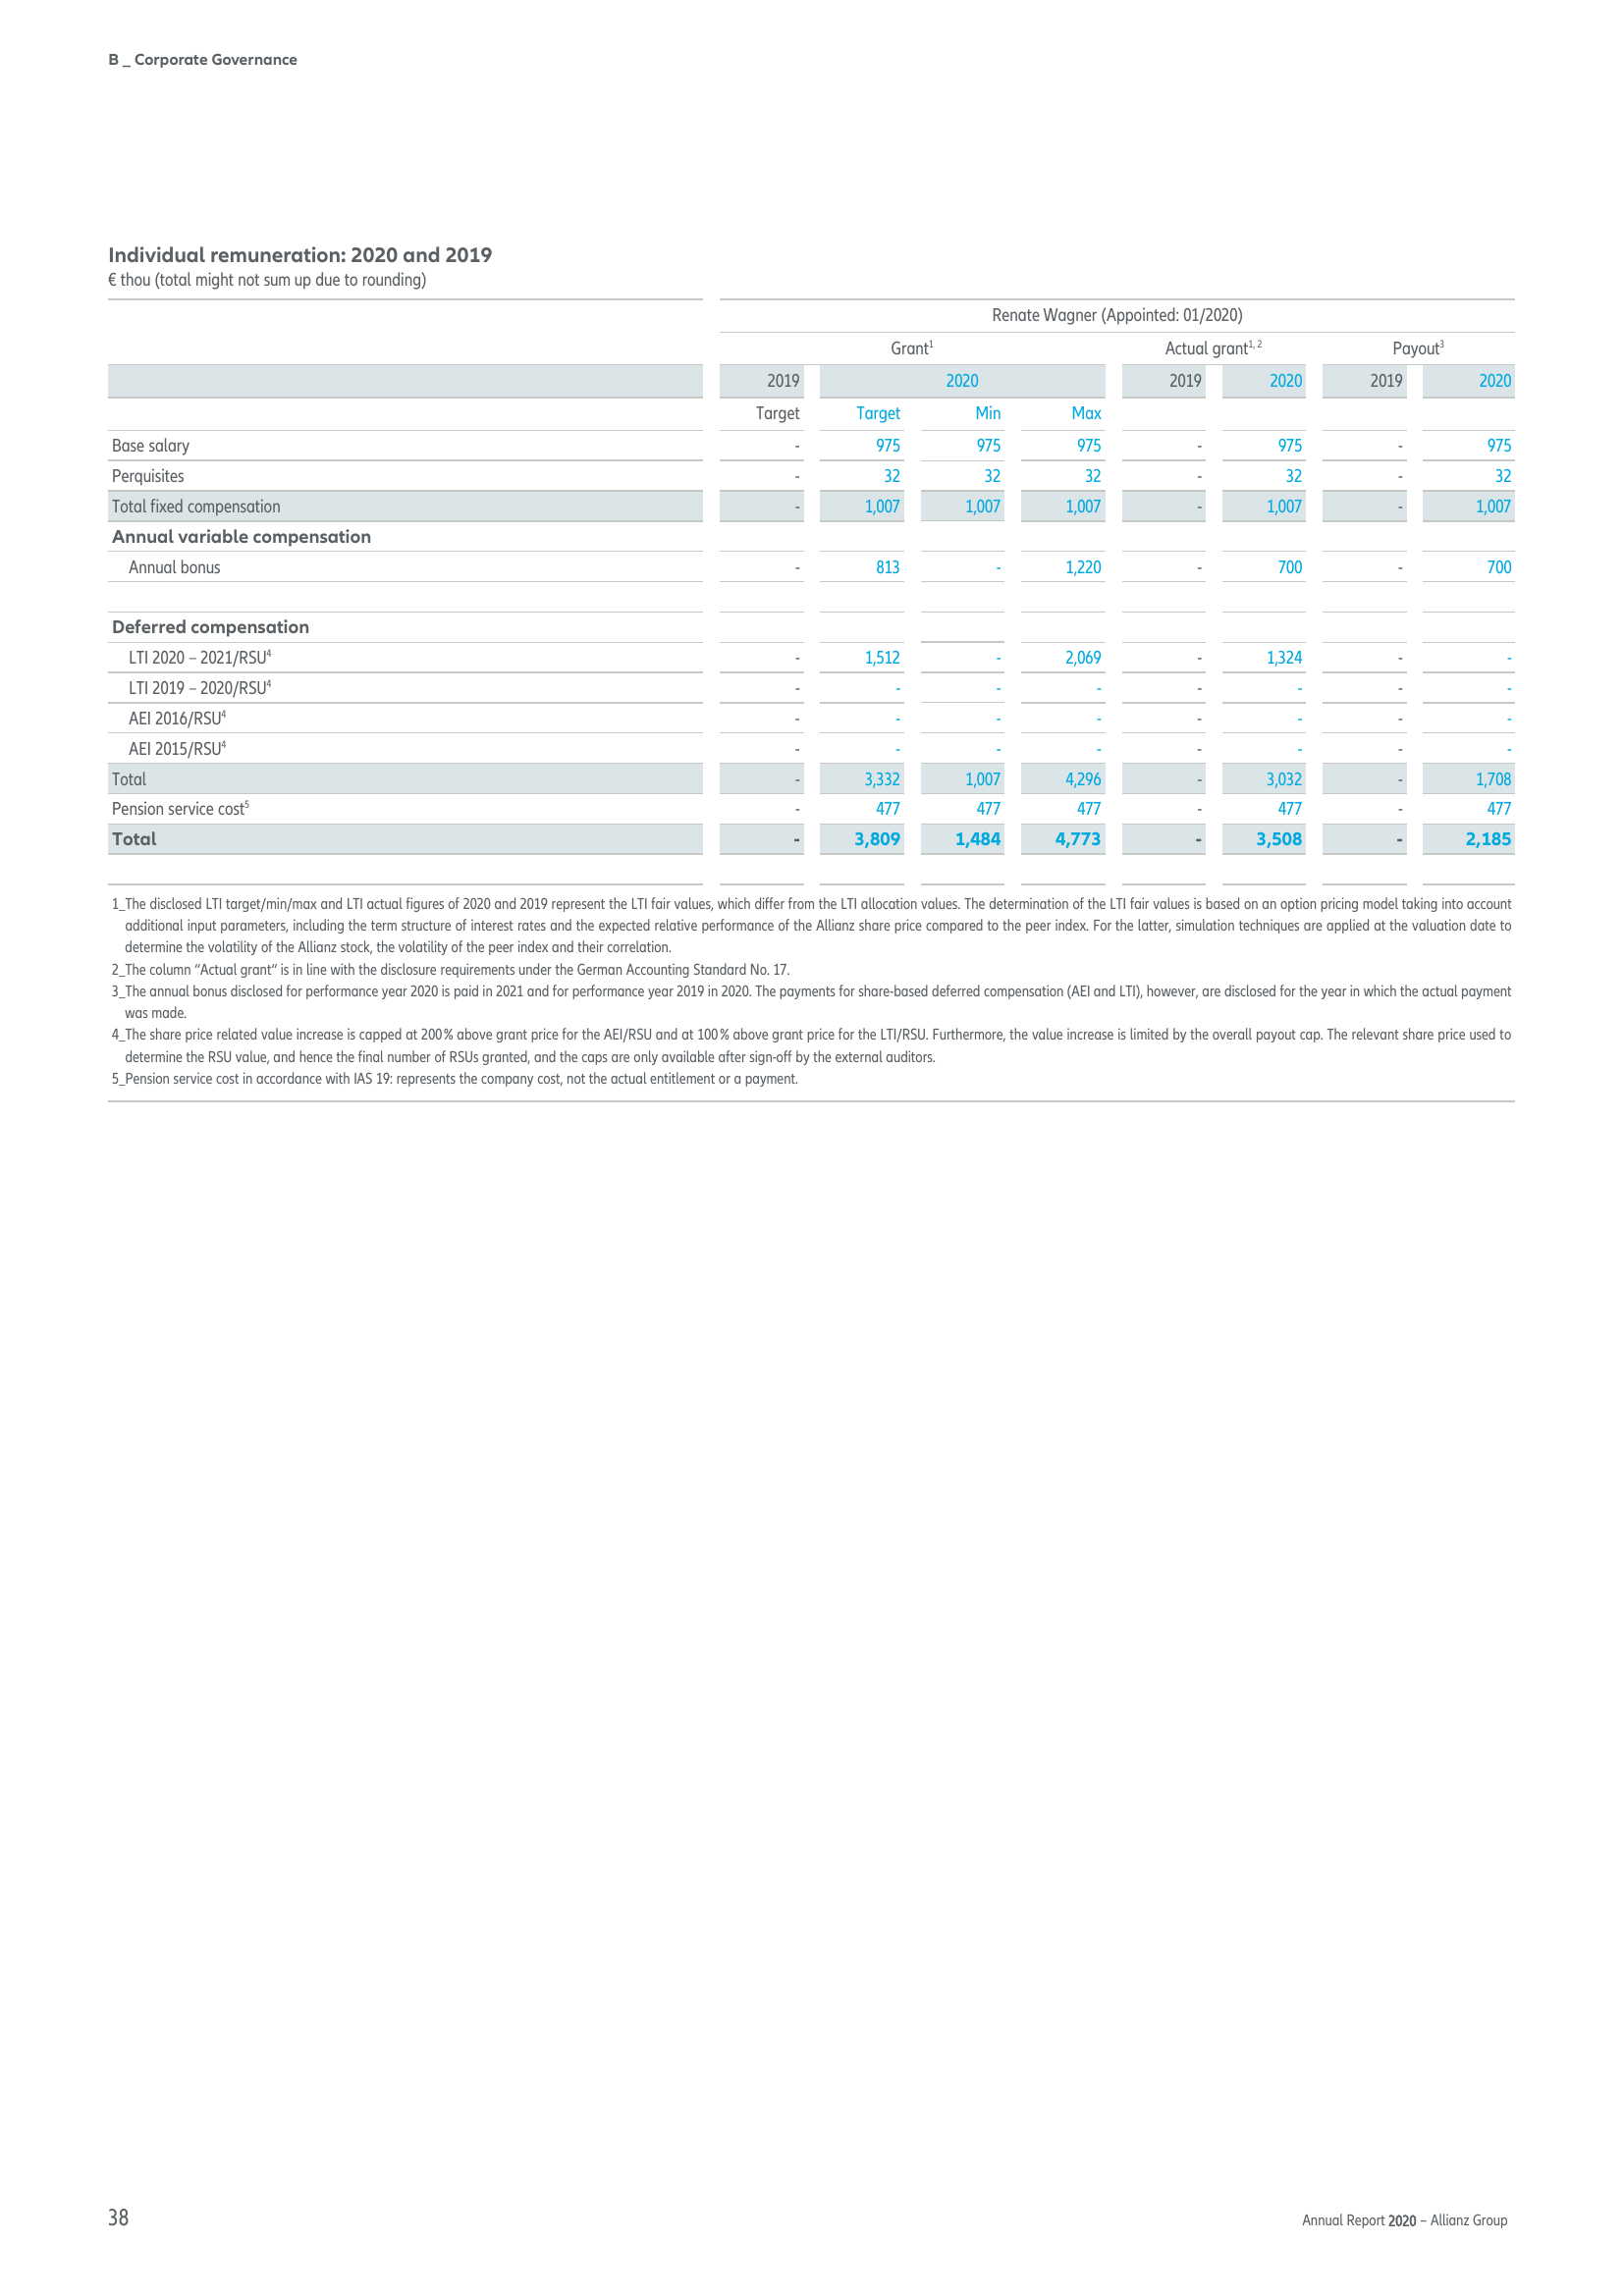 B _ Corporate Governance
Individual remuneration: 2020 and 2019
€ thou (total might not sum up due to rounding)
Renate Wagner (Appointed: 01/2020)
Grant1 Actual grant1, 2 Payout3
2019 2020 2019 2020 2019 2020
Target Target Min Max
Base salary - 975 975 975 - 975 - 975
Perquisites - 32 32 32 - 32 - 32
Total fixed compensation - 1,007 1,007 1,007 - 1,007 - 1,007
Annual variable compensation
Annual bonus - 813 - 1,220 - 700 - 700
Deferred compensation
LTI 2020 – 2021/RSU4 - 1,512 - 2,069 - 1,324 - -
LTI 2019 – 2020/RSU4 - - - - - - - -
AEI 2016/RSU4 - - - - - - - -
AEI 2015/RSU4 - - - - - - - -
Total - 3,332 1,007 4,296 - 3,032 - 1,708
Pension service cost5 - 477 477 477 - 477 - 477
Total - 3,809 1,484 4,773 - 3,508 - 2,185
1_The disclosed LTI target/min/max and LTI actual figures of 2020 and 2019 represent the LTI fair values, which differ from the LTI allocation values. The determination of the LTI fair values is based on an option pricing model taking into account
additional input parameters, including the term structure of interest rates and the expected relative performance of the Allianz share price compared to the peer index. For the latter, simulation techniques are applied at the valuation date to
determine the volatility of the Allianz stock, the volatility of the peer index and their correlation.
2_The column “Actual grant” is in line with the disclosure requirements under the German Accounting Standard No. 17.
3_The annual bonus disclosed for performance year 2020 is paid in 2021 and for performance year 2019 in 2020. The payments for share-based deferred compensation (AEI and LTI), however, are disclosed for the year in which the actual payment
was made.
4_The share price related value increase is capped at 200 % above grant price for the AEI/RSU and at 100 % above grant price for the LTI/RSU. Furthermore, the value increase is limited by the overall payout cap. The relevant share price used to
determine the RSU value, and hence the final number of RSUs granted, and the caps are only available after sign-off by the external auditors.
5_Pension service cost in accordance with IAS 19: represents the company cost, not the actual entitlement or a payment.
38
Annual Report 2020 – Allianz Group